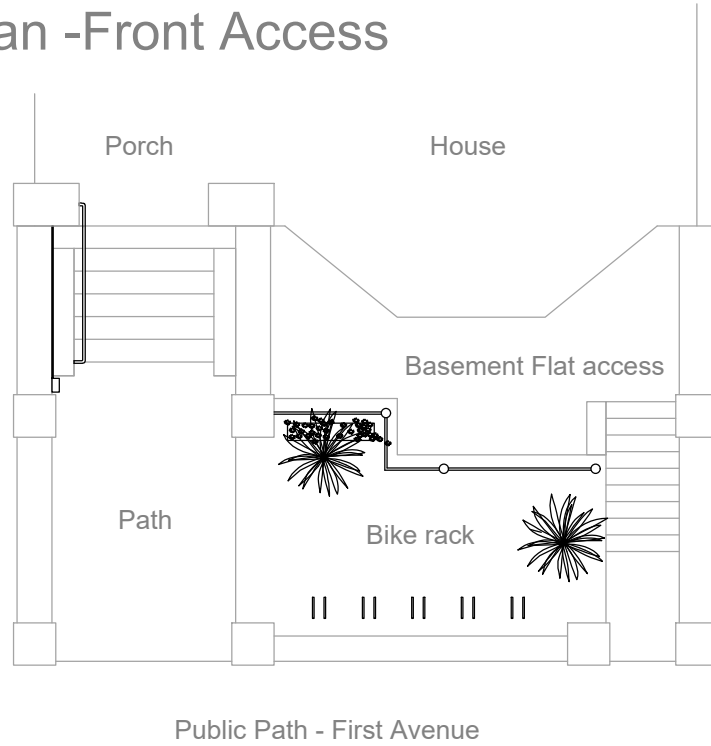 an -Front Access
Porch
House
Basement Flat access
Path
Bike rack
Public Path - First Avenue